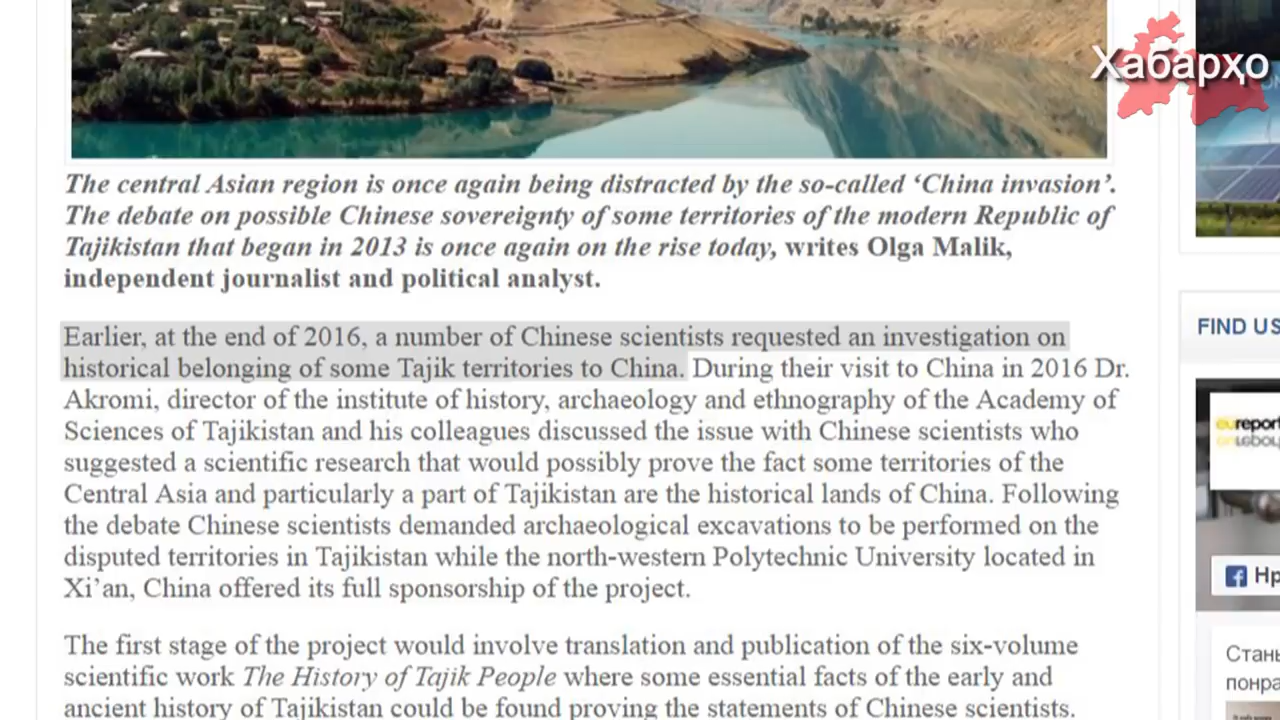 Хабарҳо
The central Asian region is once again being distracted by the so-called ‘China invasion’.
The debate on possible Chinese sovereignty of some territories of the modern Republic of
Tajikistan that began in 2013 is once again on the rise today, writes Olga Malik,
independent journalist and political analyst.
Earlier, at the end of 2016, a number of Chinese scientists requested an investigation on
historical belonging of some Tajik territories to China. During their visit to China in 2016 Dr.
Akromi, director of the institute of history, archaeology and ethnography of the Academy of
Sciences of Tajikistan and his colleagues discussed the issue with Chinese scientists who
suggested a scientific research that would possibly prove the fact some territories of the
Central Asia and particularly a part of Tajikistan are the historical lands of China. Following
the debate Chinese scientists demanded archaeological excavations to be performed on the
disputed territories in Tajikistan while the north-western Polytechnic University located in
Xi’an, China offered its full sponsorship of the project.
The first stage of the project would involve translation and publication of the six-volume
scientific work The History of Tajik People where some essential facts of the early and
ancient history of Tajikistan could be found proving the statements of Chinese scientists.
FIND US
eureport
Нр
Стань
понра